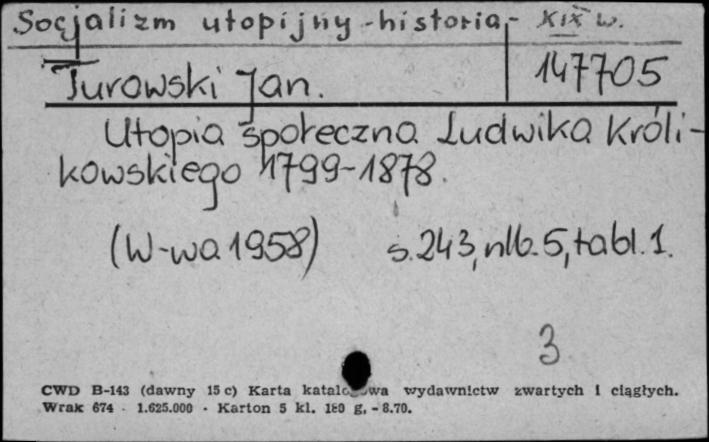 Socjalizm utopijny - historia - XIX w.
Turowski Jan. 147705
Utopia społeczna Ludwika Króli-
kowskiego 1799-1878.
(W-wa 1958) s. 243, nlb. 5, tabl. 1.
3
CWD B-143 (dawny 15 c) Karta katalogowa wydawnictw zwartych i ciągłych.
Wrak 674 - 1.625.000 - Karton 5 kl. 180 g. - 8.70.